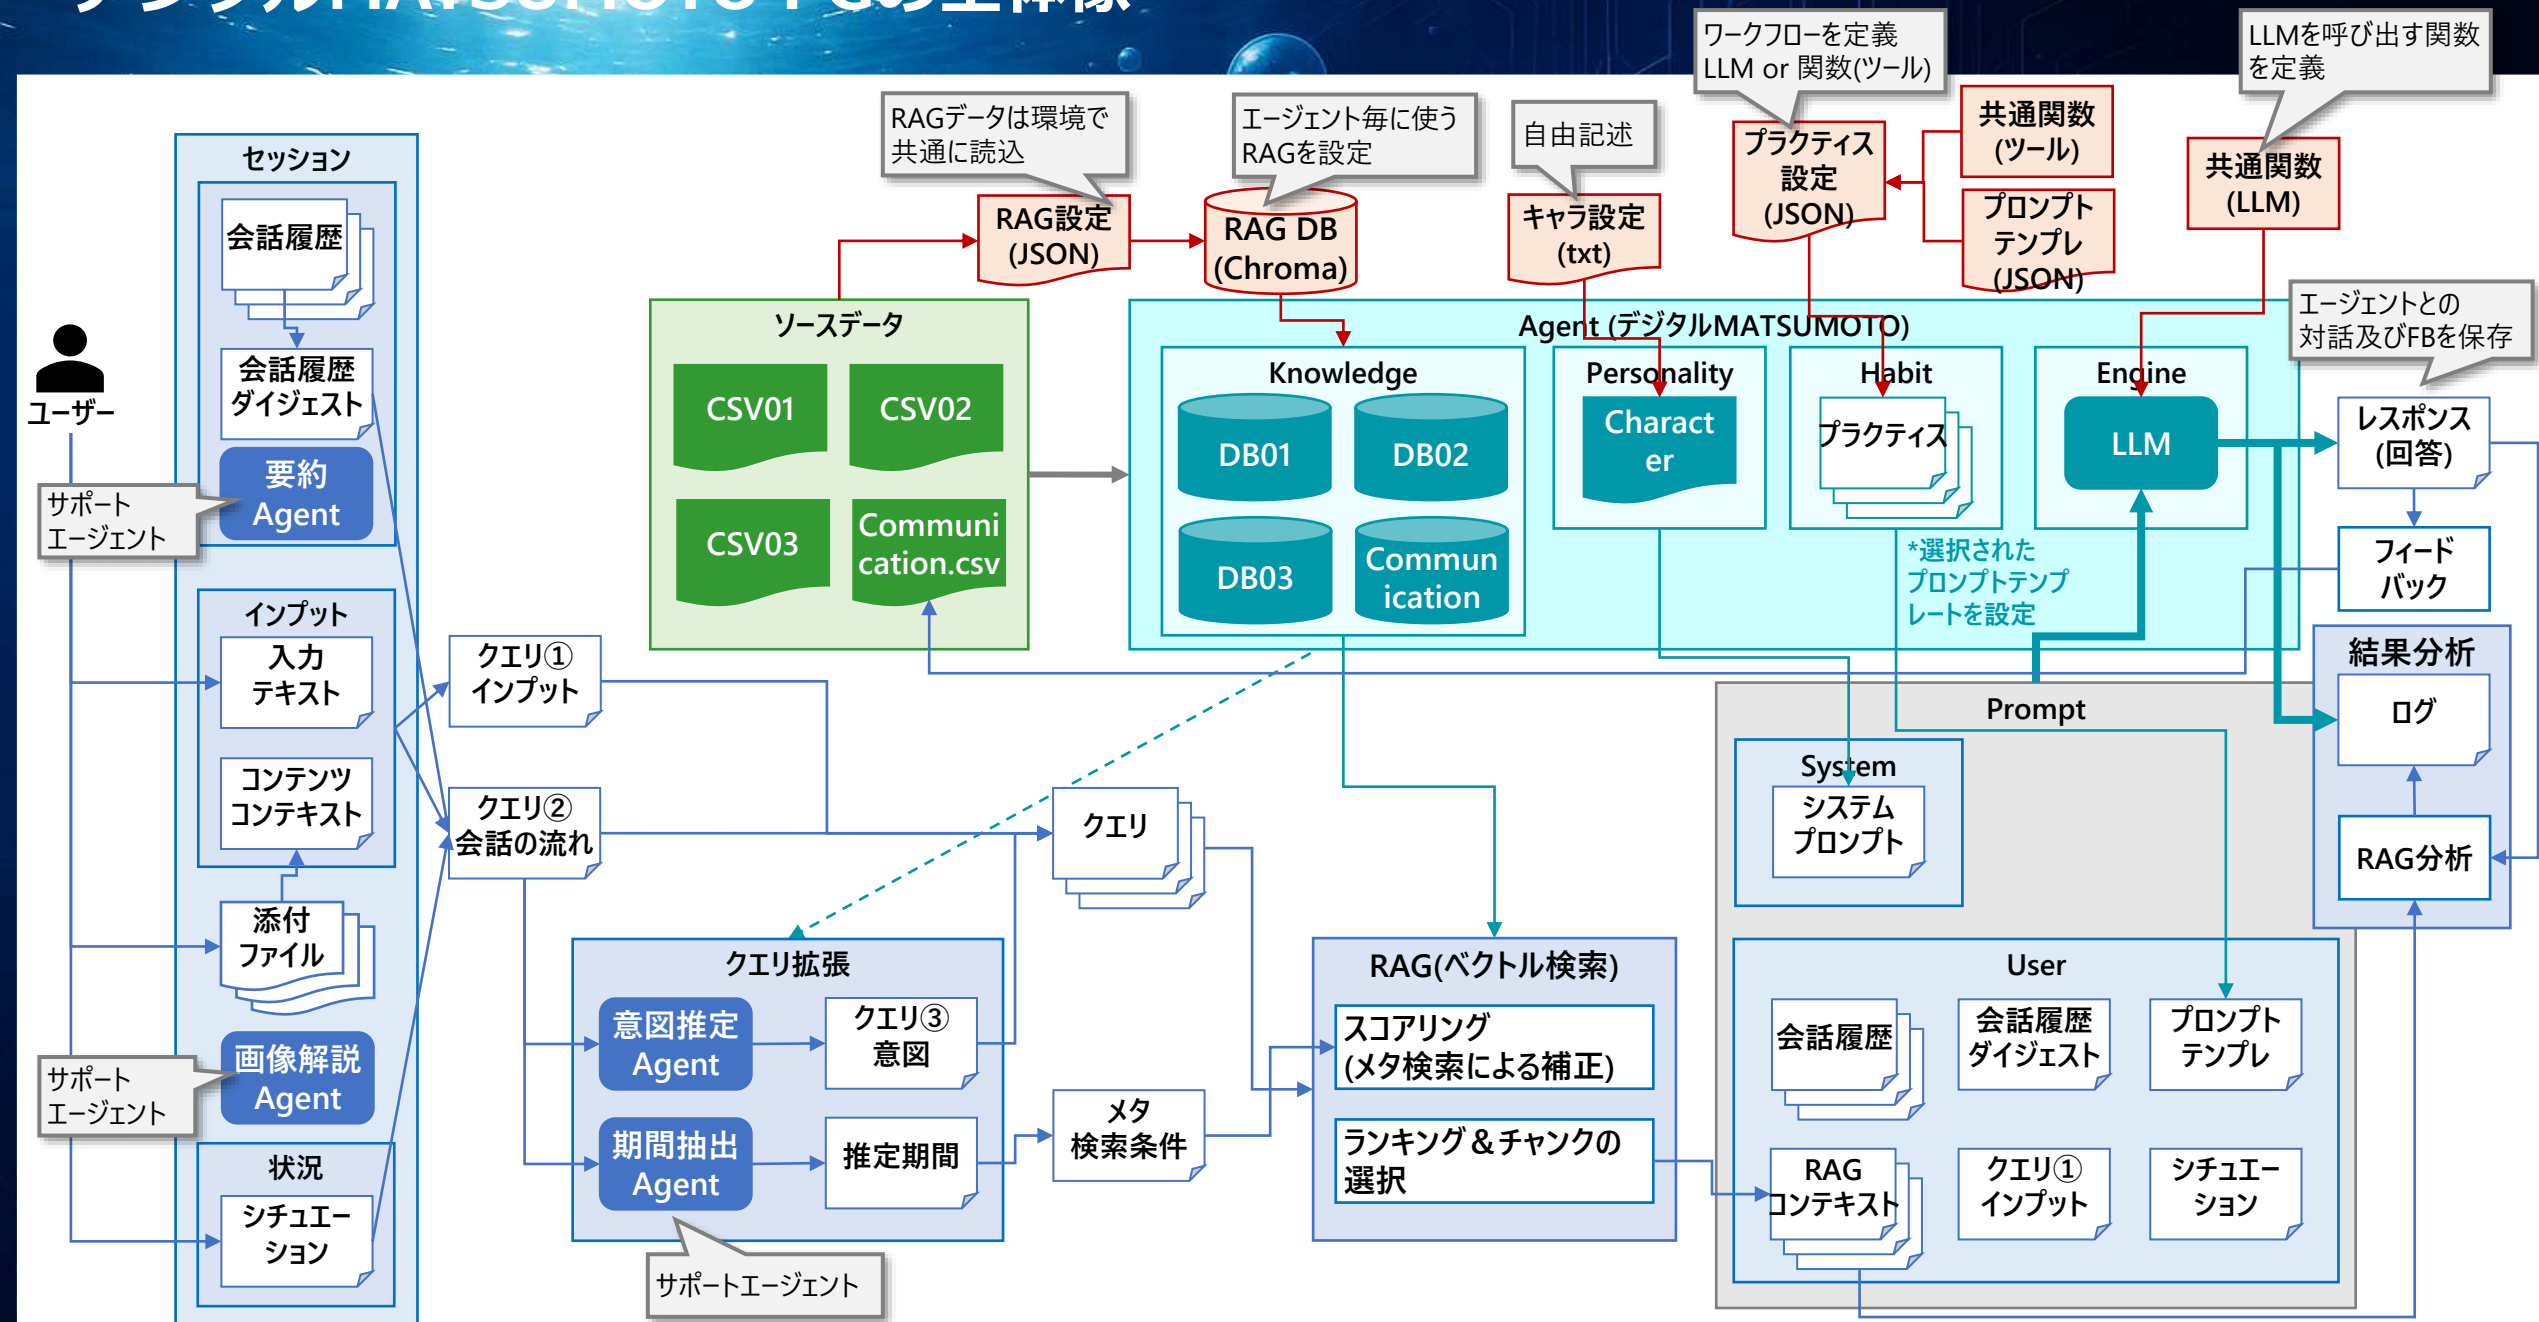 ワークフローを定義
LLM or 関数(ツール)
LLMを呼び出す関数
を定義
RAGデータは環境で
共通に読込
エージェント毎に使う
RAGを設定
自由記述
プラクティス
設定
(JSON)
共通関数
(ツール)
プロンプト
テンプレ
(JSON)
共通関数
(LLM)
RAG設定
(JSON)
RAG DB
(Chroma)
キャラ設定
(txt)
エージェントとの
対話及びFBを保存
セッション
会話履歴
会話履歴
ダイジェスト
要約
Agent
サポート
エージェント
ユーザー
インプット
入力
テキスト
コンテンツ
コンテキスト
添付
ファイル
画像解説
Agent
サポート
エージェント
状況
シチュエー
ション
ソースデータ
CSV01
CSV02
CSV03
Communi
cation.csv
Agent (デジタルMATSUMOTO)
Knowledge
DB01
DB02
DB03
Commun
ication
Personality
Charact
er
Habit
プラクティス
Engine
LLM
*選択された
プロンプトテンプ
レートを設定
レスポンス
(回答)
フィード
バック
結果分析
ログ
RAG分析
クエリ①
インプット
クエリ②
会話の流れ
クエリ
クエリ拡張
意図推定
Agent
クエリ③
意図
期間抽出
Agent
推定期間
サポートエージェント
メタ
検索条件
RAG(ベクトル検索)
スコアリング
(メタ検索による補正)
ランキング＆チャンクの
選択
Prompt
System
システム
プロンプト
User
会話履歴
会話履歴
ダイジェスト
プロンプト
テンプレ
RAG
コンテキスト
クエリ①
インプット
シチュエー
ション